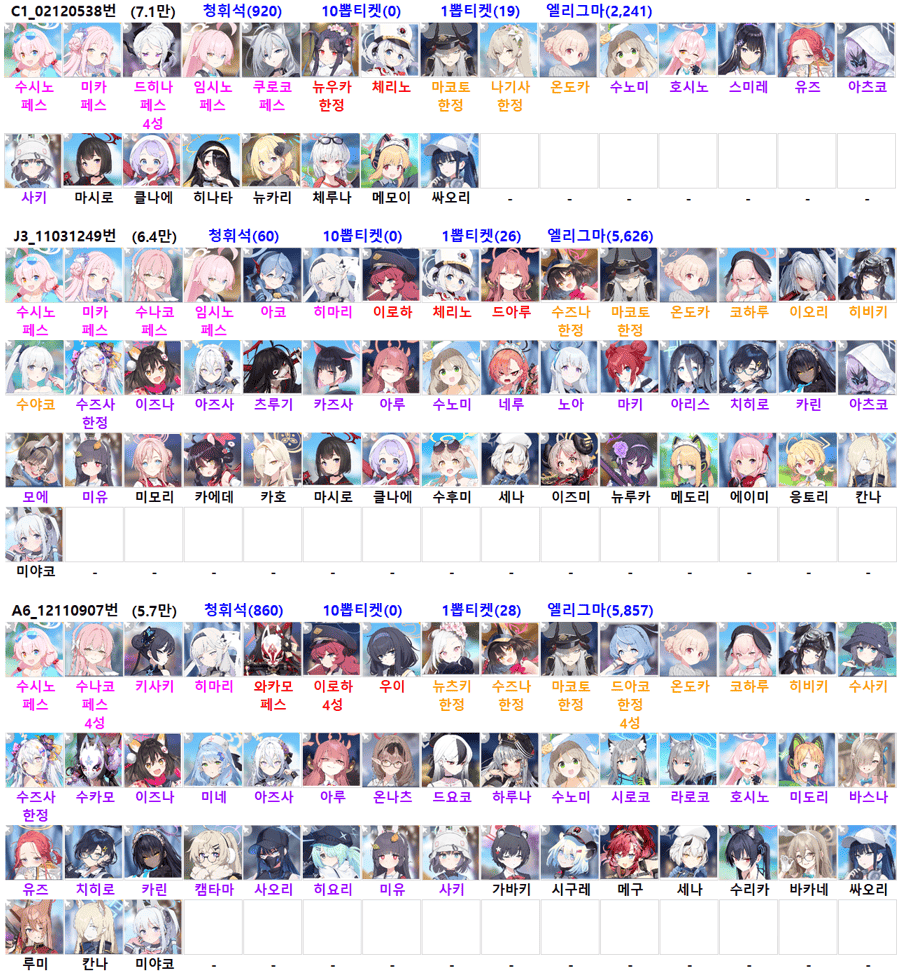 C1_02120538번 (7.1만) 청휘석(920) 10뽑티켓(0) 1뽑티켓(19) 엘리그마(2,241)
수시노 미카 드히나 임시노 쿠로코 뉴우카 체리노 마코토 나기사 온도카 수노미 호시노 스미레 유즈 아츠코
페스 페스 페스 페스 페스 한정 한정 한정
4성
사키 마시로 클나에 히나타 뉴카리 체루나 메모이 싸오리 - - - - - - -
J3_11031249번 (6.4만) 청휘석(60) 10뽑티켓(0) 1뽑티켓(26) 엘리그마(5,626)
수시노 미카 수나코 임시노 아코 히마리 이로하 체리노 드아루 수즈나 마코토 온도카 코하루 이오리 히비키
페스 페스 페스 페스 한정 한정
수야코 수즈사 이즈나 아즈사 츠루기 카즈사 아루 수노미 네루 노아 마키 아리스 치히로 카린 아츠코
한정
모에 미유 미모리 카에데 카호 마시로 클나에 수후미 세나 이즈미 뉴루카 메도리 에이미 응토리 칸나
미야코 - - - - - - - - - - - - - -
A6_12110907번 (5.7만) 청휘석(860) 10뽑티켓(0) 1뽑티켓(28) 엘리그마(5,857)
수시노 수나코 키사키 히마리 와카모 이로하 우이 뉴츠키 수즈나 마코토 드아코 온도카 코하루 히비키 수사키
페스 페스 페스 4성 한정 한정 한정 한정
4성 4성
수즈사 수카모 이즈나 미네 아즈사 아루 온나츠 드요코 하루나 수노미 시로코 라로코 호시노 미도리 바스나
한정
유즈 치히로 카린 캠타마 사오리 히요리 미유 사키 가바키 시구레 메구 세나 수리카 바카네 싸오리
루미 칸나 미야코 - - - - - - - - - - - -